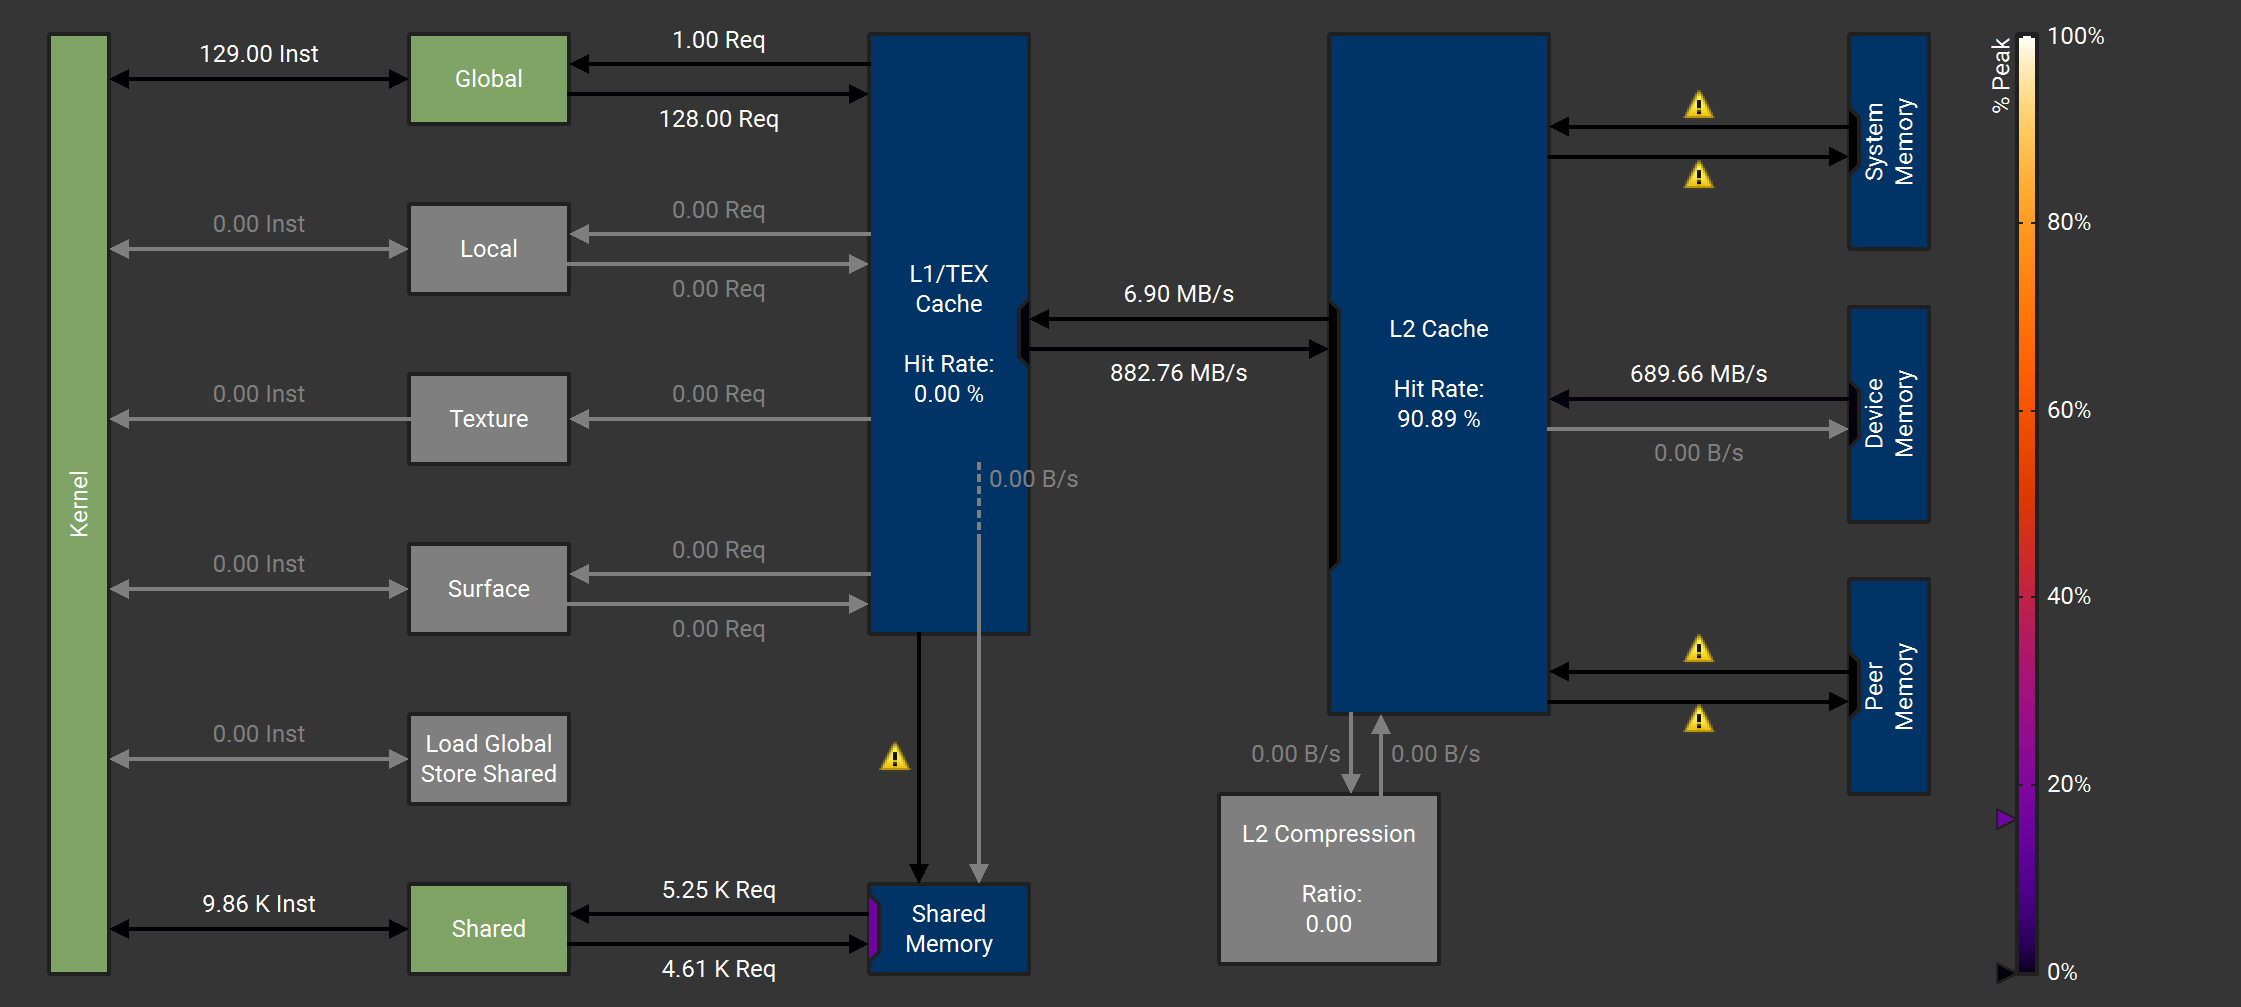 Kernel
129.00 Inst
Global
1.00 Req
128.00 Req
0.00 Inst
Local
0.00 Req
0.00 Req
0.00 Inst
Texture
0.00 Req
0.00 Inst
Surface
0.00 Req
0.00 Req
0.00 Inst
Load Global
Store Shared
9.86 K Inst
Shared
5.25 K Req
4.61 K Req
L1/TEX
Cache
Hit Rate:
0.00 %
0.00 B/s
Shared
Memory
6.90 MB/s
882.76 MB/s
L2 Cache
Hit Rate:
90.89 %
0.00 B/s
0.00 B/s
L2 Compression
Ratio:
0.00
689.66 MB/s
0.00 B/s
System
Memory
Device
Memory
Peer
Memory
% Peak
100%
80%
60%
40%
20%
0%